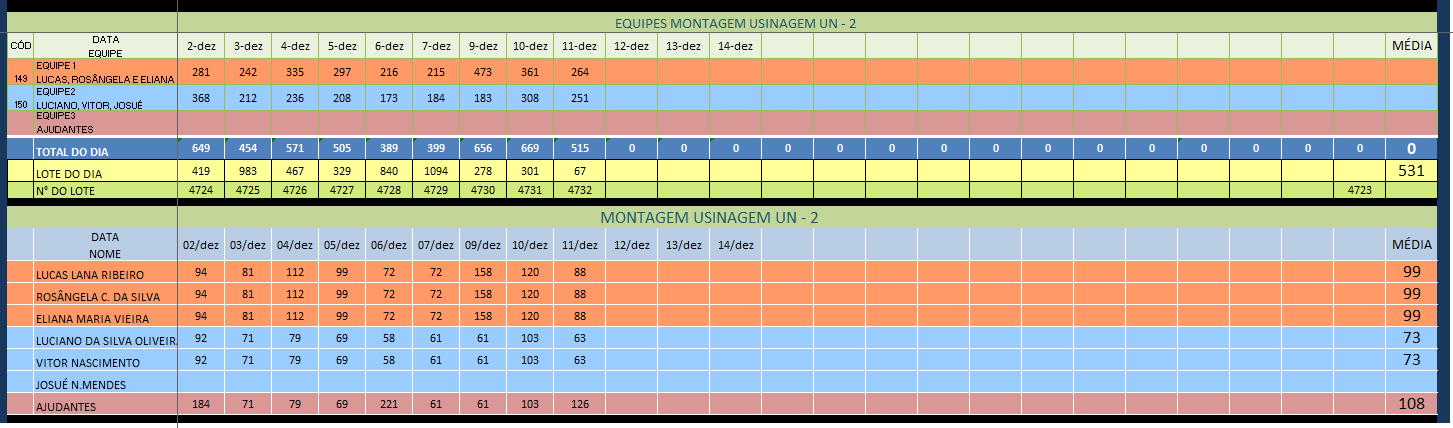 EQUIPES MONTAGEM USINAGEM UN - 2
CÓD DATA EQUIPE 2-dez 3-dez 4-dez 5-dez 6-dez 7-dez 9-dez 10-dez 11-dez 12-dez 13-dez 14-dez MÉDIA
149 EQUIPE 1 LUCAS, ROSÂNGELA E ELIANA 281 242 335 297 216 215 473 361 264
150 EQUIPE2 LUCIANO, VITOR, JOSUÉ 368 212 236 208 173 184 183 308 251
EQUIPE3 AJUDANTES
TOTAL DO DIA 649 454 571 505 389 399 656 669 515 0 0 0 0 0 0 0 0 0 0 0 0 0 0 0 0
LOTE DO DIA 419 983 467 329 840 1094 278 301 67 531
N° DO LOTE 4724 4725 4726 4727 4728 4729 4730 4731 4732 4723
MONTAGEM USINAGEM UN - 2
DATA NOME 02/dez 03/dez 04/dez 05/dez 06/dez 07/dez 09/dez 10/dez 11/dez 12/dez 13/dez 14/dez MÉDIA
LUCAS LANA RIBEIRO 94 81 112 99 72 72 158 120 88 99
ROSÂNGELA C. DA SILVA 94 81 112 99 72 72 158 120 88 99
ELIANA MARIA VIEIRA 94 81 112 99 72 72 158 120 88 99
LUCIANO DA SILVA OLIVEIRA 92 71 79 69 58 61 61 103 63 73
VITOR NASCIMENTO 92 71 79 69 58 61 61 103 63 73
JOSUÉ N.MENDES
AJUDANTES 184 71 79 69 221 61 61 103 126 108